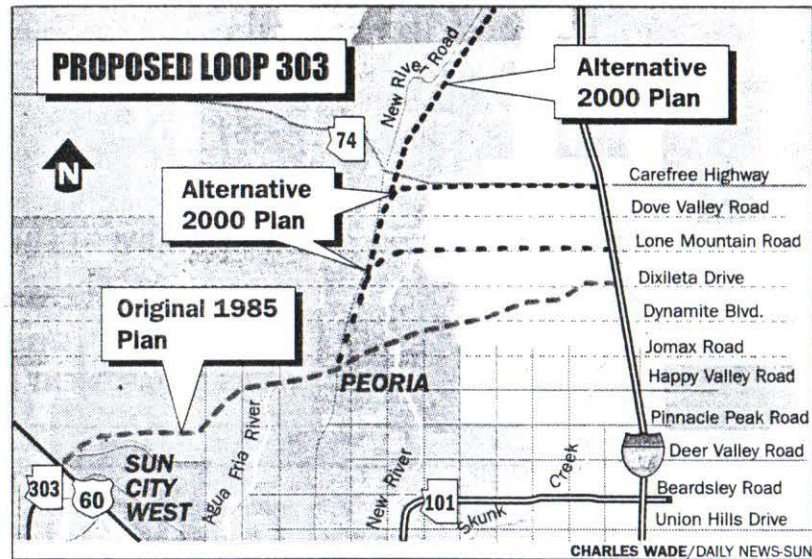 PROPOSED LOOP 303
New River Road
Alternative
2000 Plan
74
N
Alternative
2000 Plan
Carefree Highway
Dove Valley Road
Lone Mountain Road
Dixileta Drive
Original 1985
Plan
Dynamite Blvd.
Jomax Road
PEORIA
Happy Valley Road
Pinnacle Peak Road
Agua Fria River
New River
Skunk Creek
Deer Valley Road
SUN
CITY
WEST
303
60
101
Beardsley Road
Union Hills Drive
CHARLES WADE/DAILY NEWS-SUN